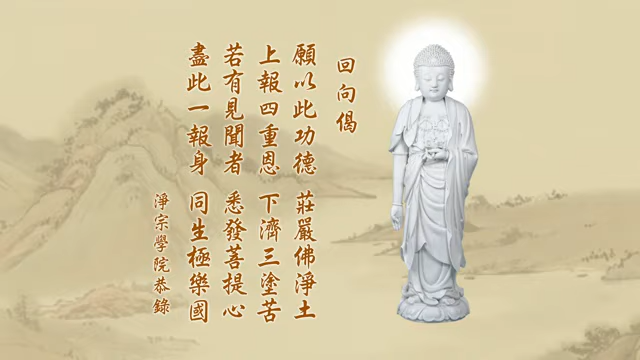 回向偈
願以此功德 莊嚴佛淨土
上報四重恩 下濟三塗苦
若有見聞者 悉發菩提心
盡此一報身 同生極樂國
淨宗學院恭錄